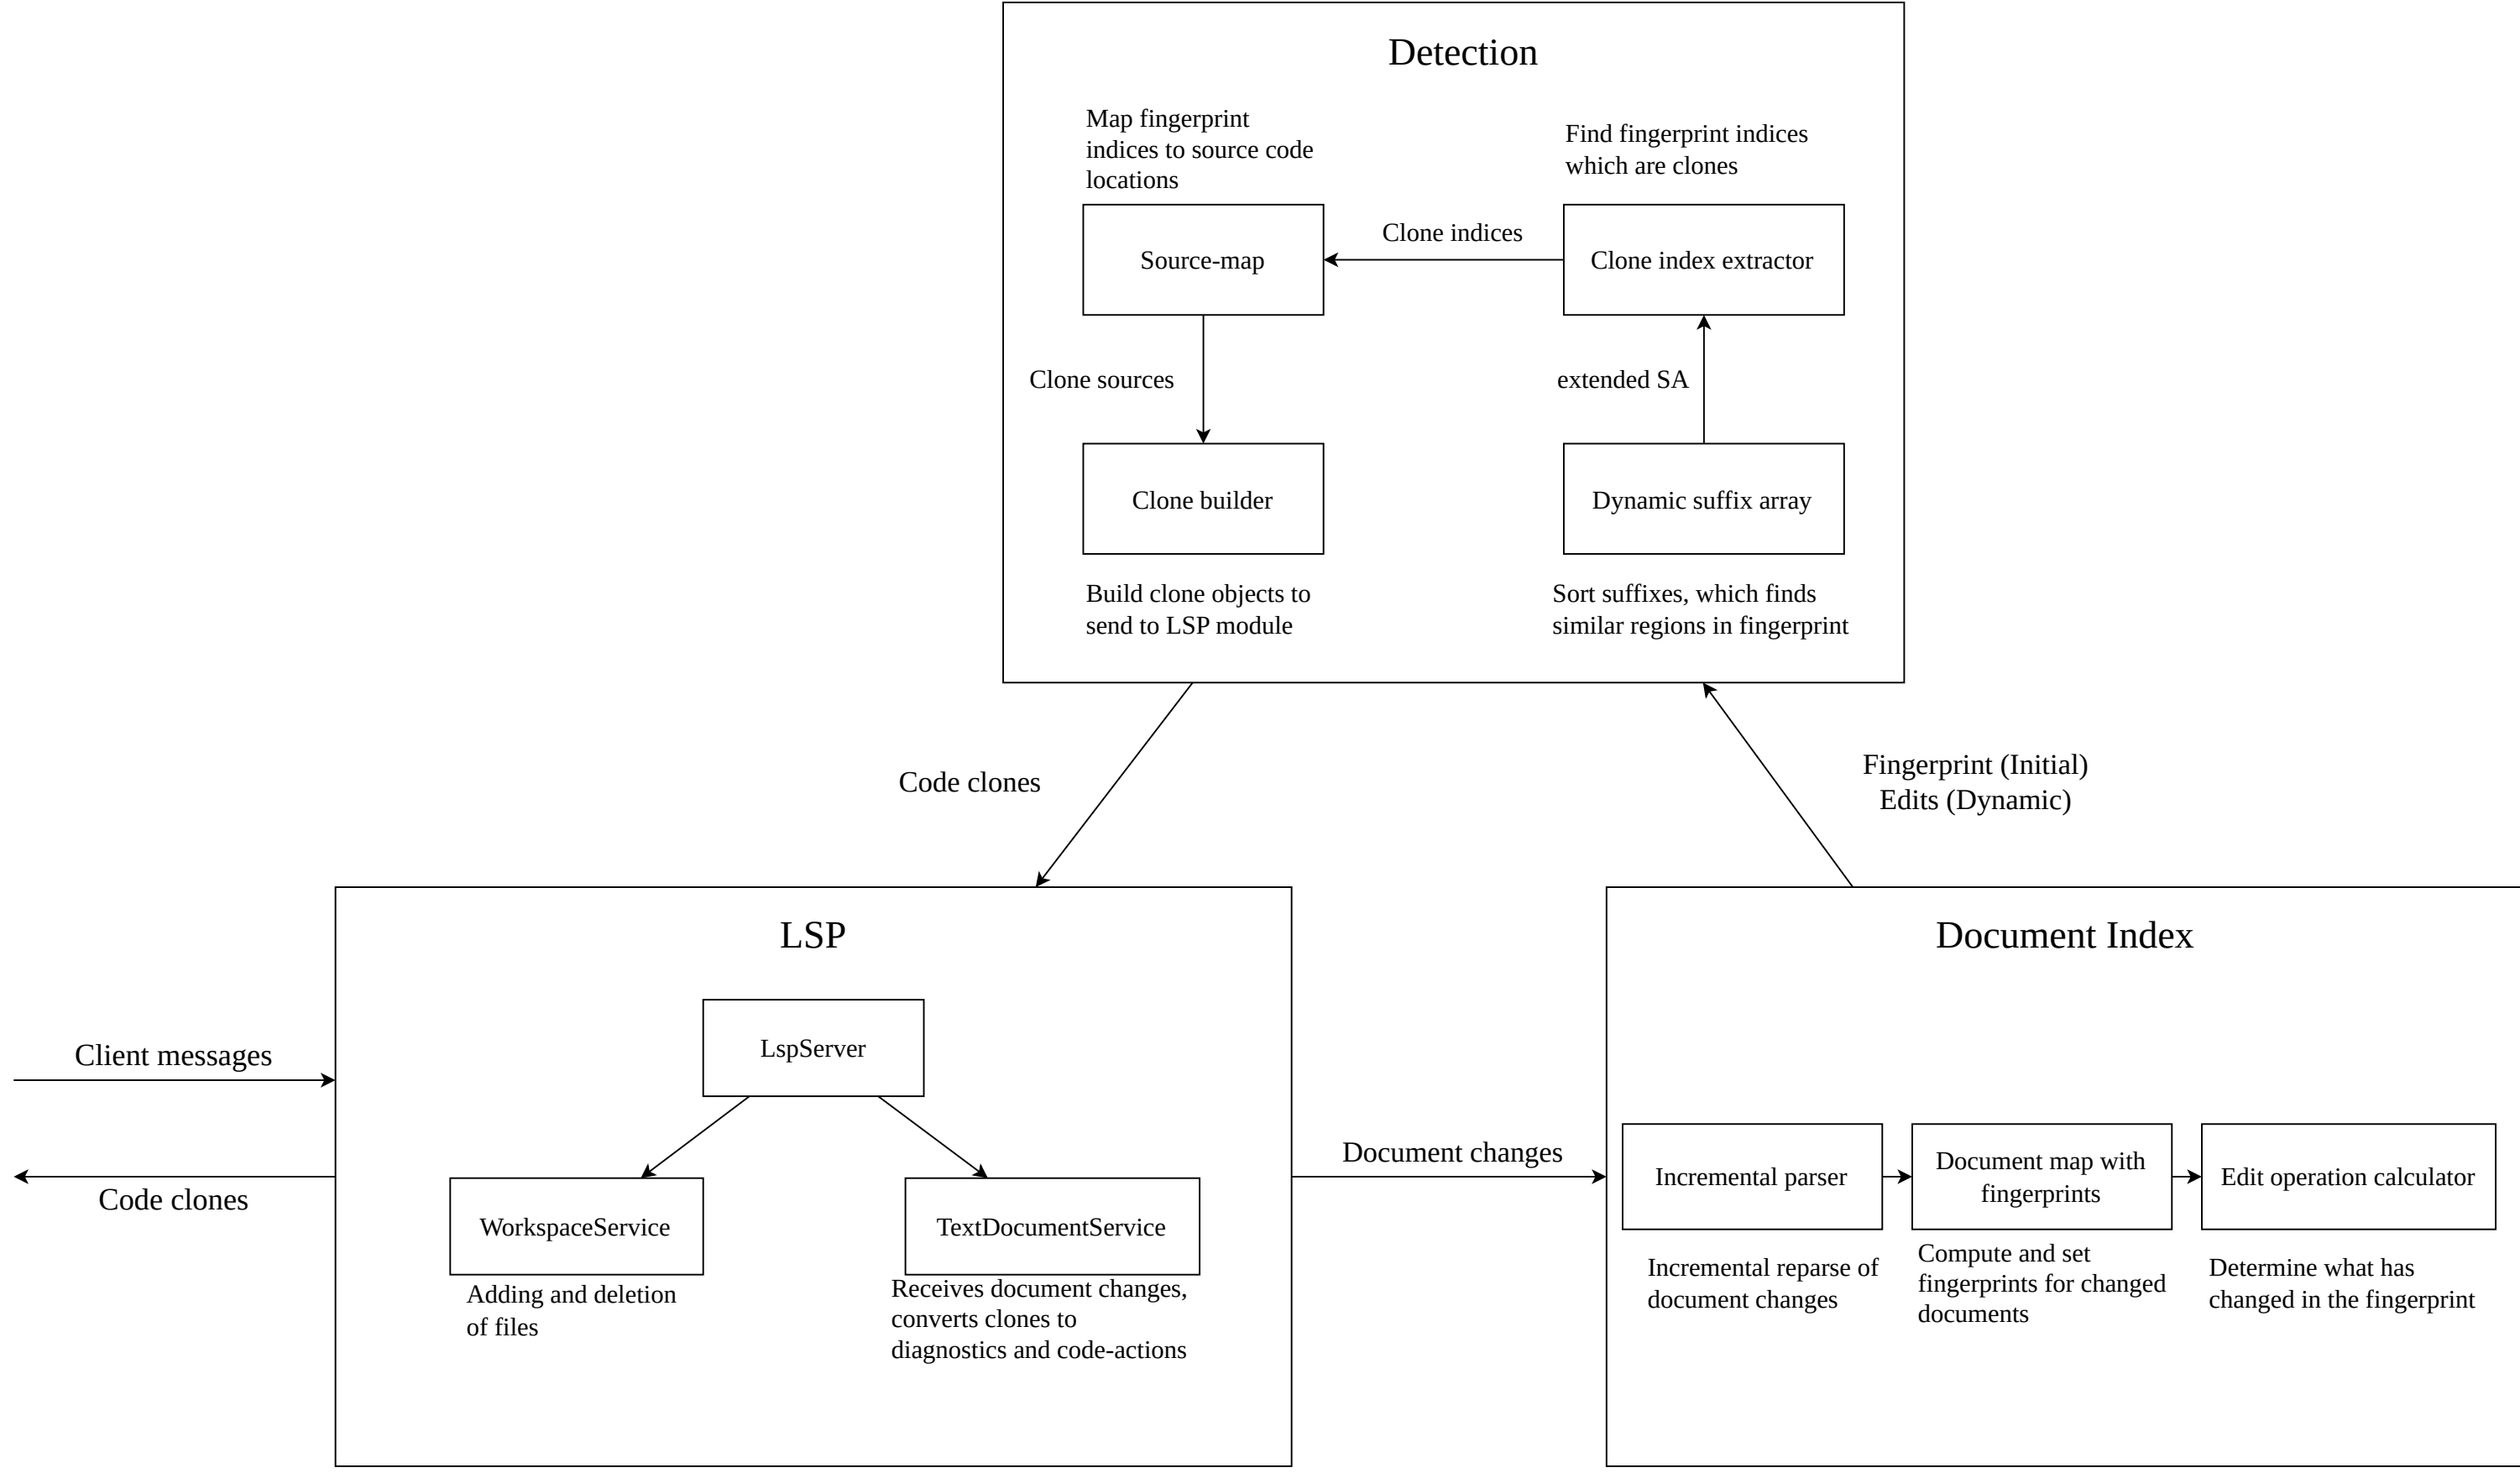 Detection
Map fingerprint
indices to source code
locations
Find fingerprint indices
which are clones
Clone indices
Source-map
Clone index extractor
Clone sources
extended SA
Clone builder
Dynamic suffix array
Build clone objects to
send to LSP module
Sort suffixes, which finds
similar regions in fingerprint
Code clones
Fingerprint (Initial)
Edits (Dynamic)
LSP
Document Index
LspServer
Client messages
Code clones
WorkspaceService
TextDocumentService
Adding and deletion
of files
Receives document changes,
converts clones to
diagnostics and code-actions
Document changes
Incremental parser
Document map with
fingerprints
Edit operation calculator
Incremental reparse of
document changes
Compute and set
fingerprints for changed
documents
Determine what has
changed in the fingerprint